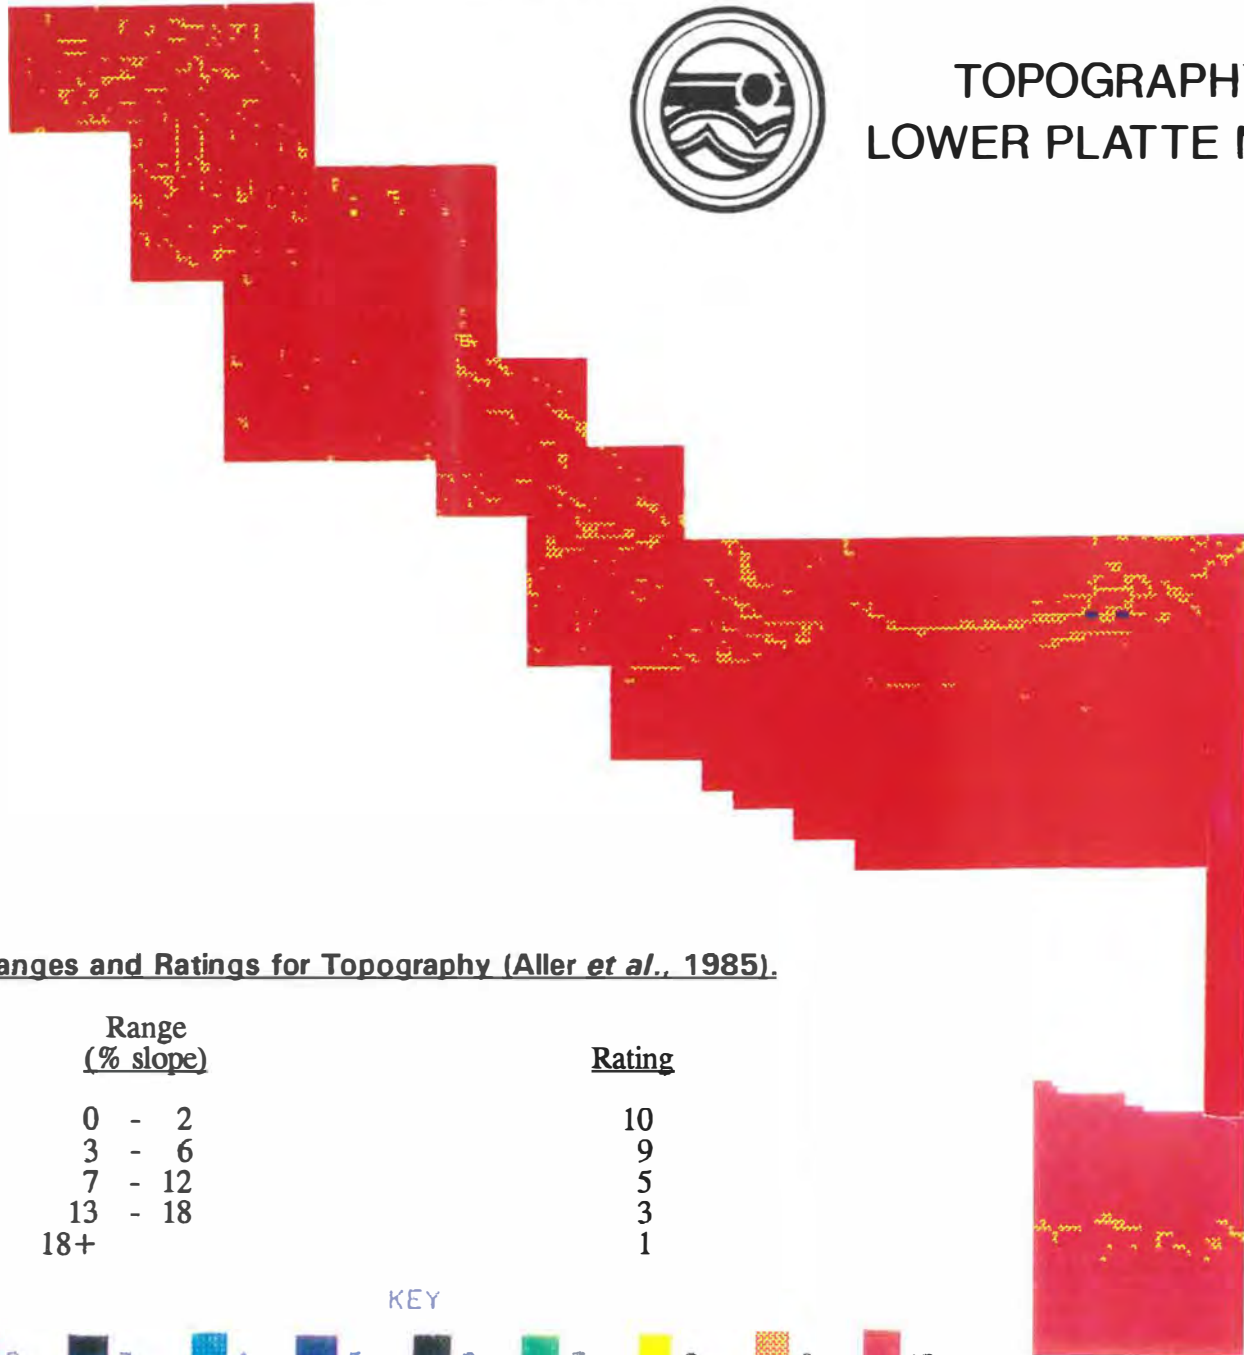 TOPOGRAPHY
LOWER PLATTE
anges and Ratings for Topography (Aller et al., 1985).
Range
(% slope)
Rating
0 - 2
10
3 - 6
9
7 - 12
5
13 - 18
3
18+
1
KEY